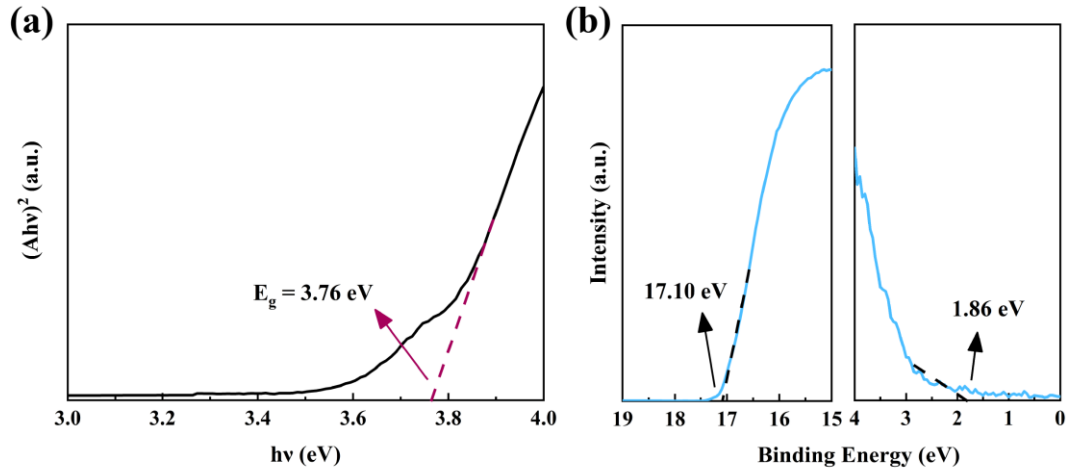 (a)
(Ahν)² (a.u.)
E_g = 3.76 eV
3.0 3.2 3.4 3.6 3.8 4.0
hν (eV)
(b)
Intensity (a.u.)
17.10 eV
1.86 eV
19 18 17 16 15 4 3 2 1 0
Binding Energy (eV)